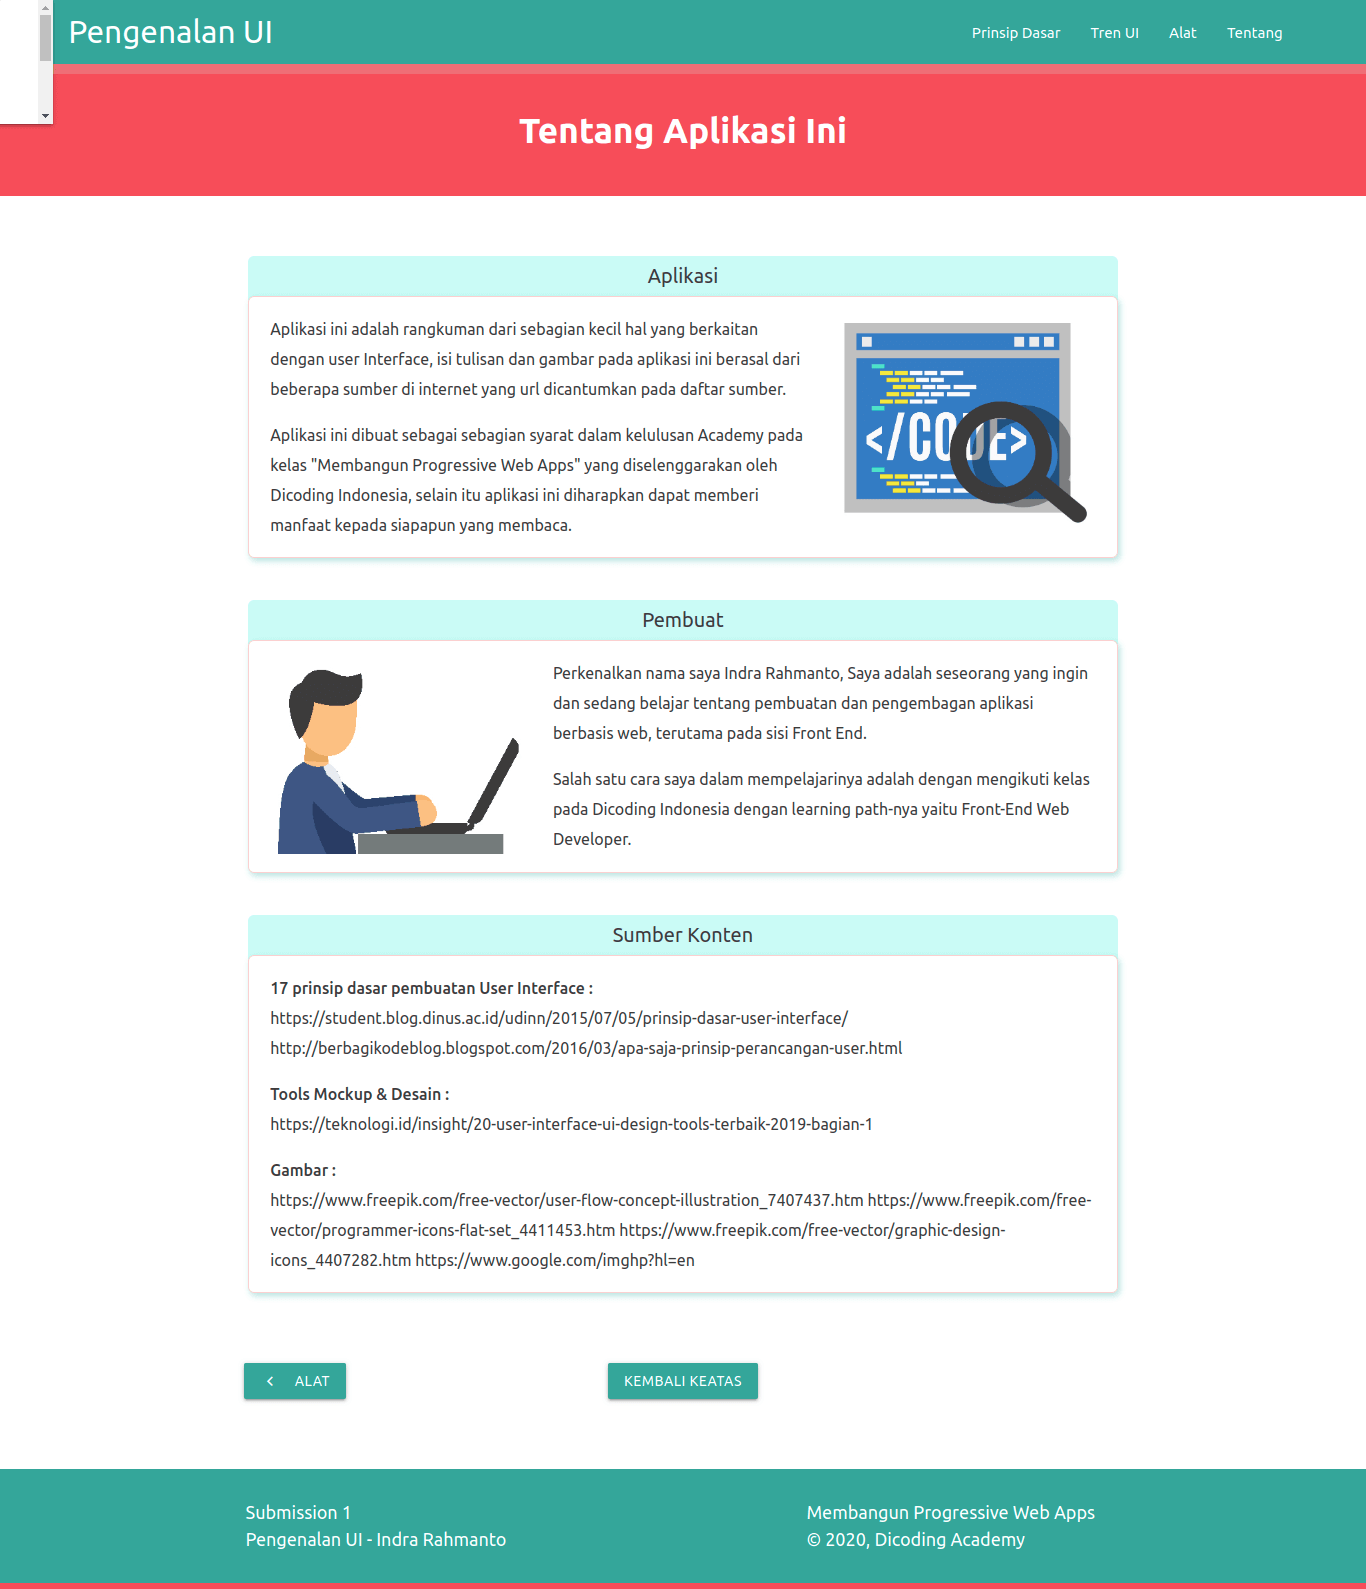 Pengenalan UI
Prinsip Dasar
Tren UI
Alat
Tentang
Tentang Aplikasi Ini
Aplikasi
Aplikasi ini adalah rangkuman dari sebagian kecil hal yang berkaitan
dengan user Interface, isi tulisan dan gambar pada aplikasi ini berasal dari
beberapa sumber di internet yang url dicantumkan pada daftar sumber.
Aplikasi ini dibuat sebagai sebagian syarat dalam kelulusan Academy pada
kelas "Membangun Progressive Web Apps" yang diselenggarakan oleh
Dicoding Indonesia, selain itu aplikasi ini diharapkan dapat memberi
manfaat kepada siapapun yang membaca.
</CODE>
Pembuat
Perkenalkan nama saya Indra Rahmanto, Saya adalah seseorang yang ingin
dan sedang belajar tentang pembuatan dan pengembagan aplikasi
berbasis web, terutama pada sisi Front End.
Salah satu cara saya dalam mempelajarinya adalah dengan mengikuti kelas
pada Dicoding Indonesia dengan learning path-nya yaitu Front-End Web
Developer.
Sumber Konten
17 prinsip dasar pembuatan User Interface :
https://student.blog.dinus.ac.id/udinn/2015/07/05/prinsip-dasar-user-interface/
http://berbagikodeblog.blogspot.com/2016/03/apa-saja-prinsip-perancangan-user.html
Tools Mockup & Desain :
https://teknologi.id/insight/20-user-interface-ui-design-tools-terbaik-2019-bagian-1
Gambar :
https://www.freepik.com/free-vector/user-flow-concept-illustration_7407437.htm https://www.freepik.com/free-
vector/programmer-icons-flat-set_4411453.htm https://www.freepik.com/free-vector/graphic-design-
icons_4407282.htm https://www.google.com/imghp?hl=en
ALAT
KEMBALI KEATAS
Submission 1
Pengenalan UI - Indra Rahmanto
Membangun Progressive Web Apps
© 2020, Dicoding Academy